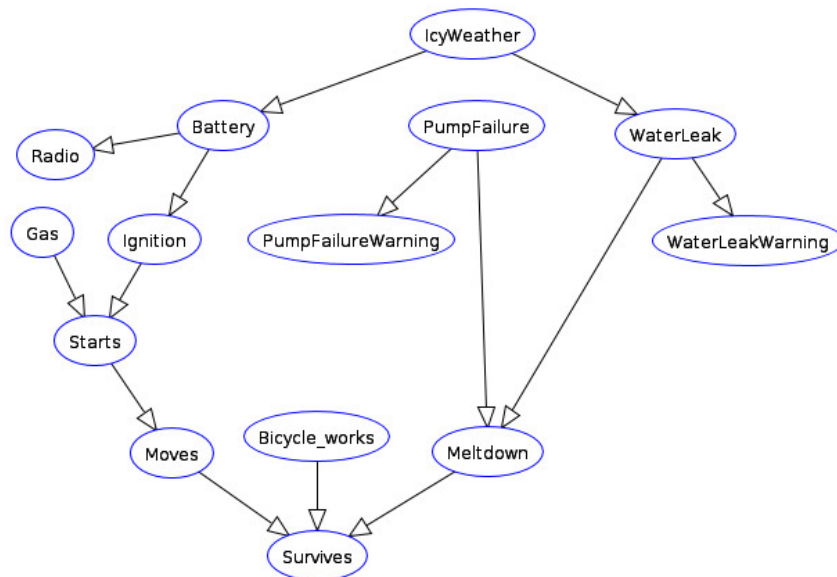 IcyWeather
Battery
PumpFailure
WaterLeak
Radio
Gas
Ignition
PumpFailureWarning
WaterLeakWarning
Starts
Bicycle_works
Moves
Meltdown
Survives